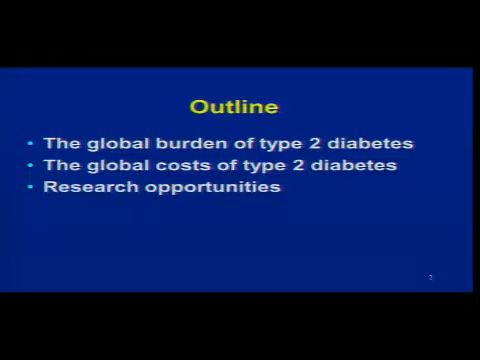 Outline
• The global burden of type 2 diabetes
• The global costs of type 2 diabetes
• Research opportunities